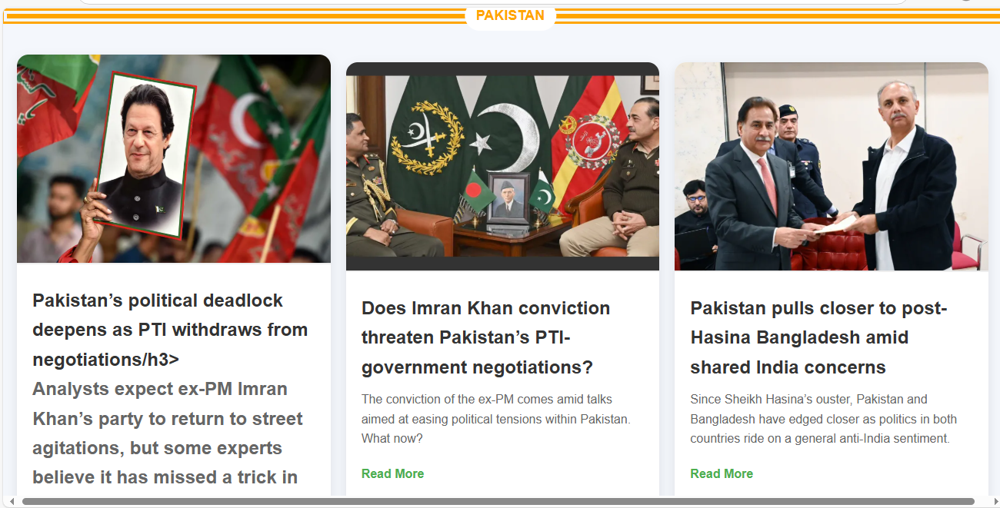 PAKISTAN
Pakistan’s political deadlock
deepens as PTI withdraws from
negotiations/h3>
Analysts expect ex-PM Imran
Khan’s party to return to street
agitations, but some experts
believe it has missed a trick in
Does Imran Khan conviction
threaten Pakistan’s PTI-
government negotiations?
The conviction of the ex-PM comes amid talks
aimed at easing political tensions within Pakistan.
What now?
Read More
Pakistan pulls closer to post-
Hasina Bangladesh amid
shared India concerns
Since Sheikh Hasina’s ouster, Pakistan and
Bangladesh have edged closer as politics in both
countries ride on a general anti-India sentiment.
Read More